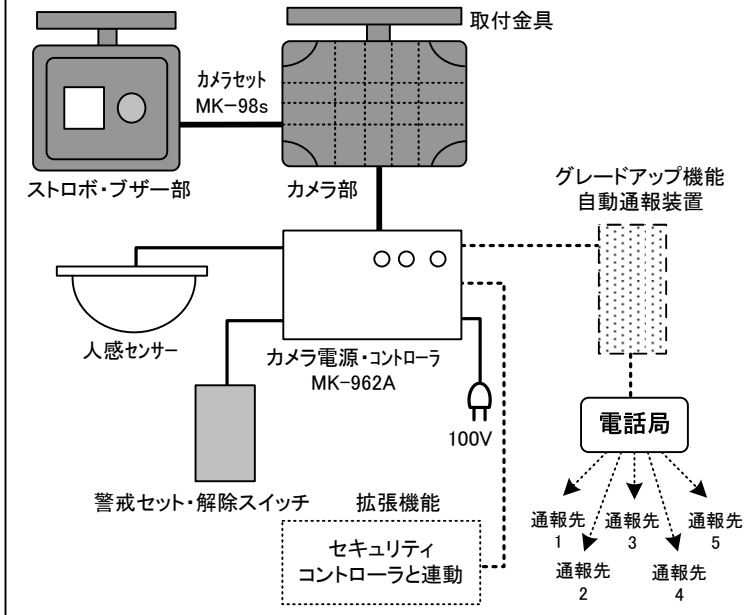 取付金具
カメラセット
MK-98s
ストロボ・ブザー部
カメラ部
グレードアップ機能
自動通報装置
人感センサー
カメラ電源・コントローラ
MK-962A
100V
電話局
警戒セット・解除スイッチ
拡張機能
セキュリティ
コントローラと連動
通報先
1
通報先
2
通報先
3
通報先
4
通報先
5